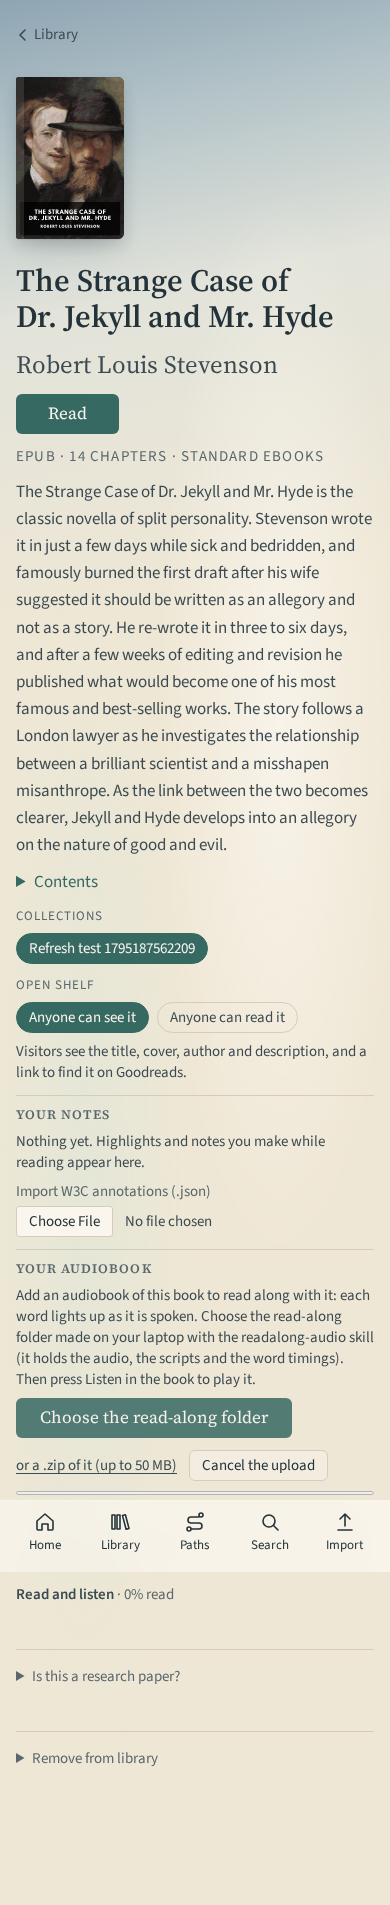 Library
THE STRANGE CASE OF
DR. JEKYLL AND MR. HYDE
ROBERT LOUIS STEVENSON
The Strange Case of
Dr. Jekyll and Mr. Hyde
Robert Louis Stevenson
Read
EPUB · 14 CHAPTERS · STANDARD EBOOKS
The Strange Case of Dr. Jekyll and Mr. Hyde is the
classic novella of split personality. Stevenson wrote
it in just a few days while sick and bedridden, and
famously burned the first draft after his wife
suggested it should be written as an allegory and
not as a story. He re-wrote it in three to six days,
and after a few weeks of editing and revision he
published what would become one of his most
famous and best-selling works. The story follows a
London lawyer as he investigates the relationship
between a brilliant scientist and a misshapen
misanthrope. As the link between the two becomes
clearer, Jekyll and Hyde develops into an allegory
on the nature of good and evil.
Contents
COLLECTIONS
Refresh test 1795187562209
OPEN SHELF
Anyone can see it Anyone can read it
Visitors see the title, cover, author and description, and a
link to find it on Goodreads.
YOUR NOTES
Nothing yet. Highlights and notes you make while
reading appear here.
Import W3C annotations (.json)
Choose File No file chosen
YOUR AUDIOBOOK
Add an audiobook of this book to read along with it: each
word lights up as it is spoken. Choose the read-along
folder made on your laptop with the readalong-audio skill
(it holds the audio, the scripts and the word timings).
Then press Listen in the book to play it.
Choose the read-along folder
or a .zip of it (up to 50 MB) Cancel the upload
Home Library Paths Search Import
Read and listen · 0% read
Is this a research paper?
Remove from library